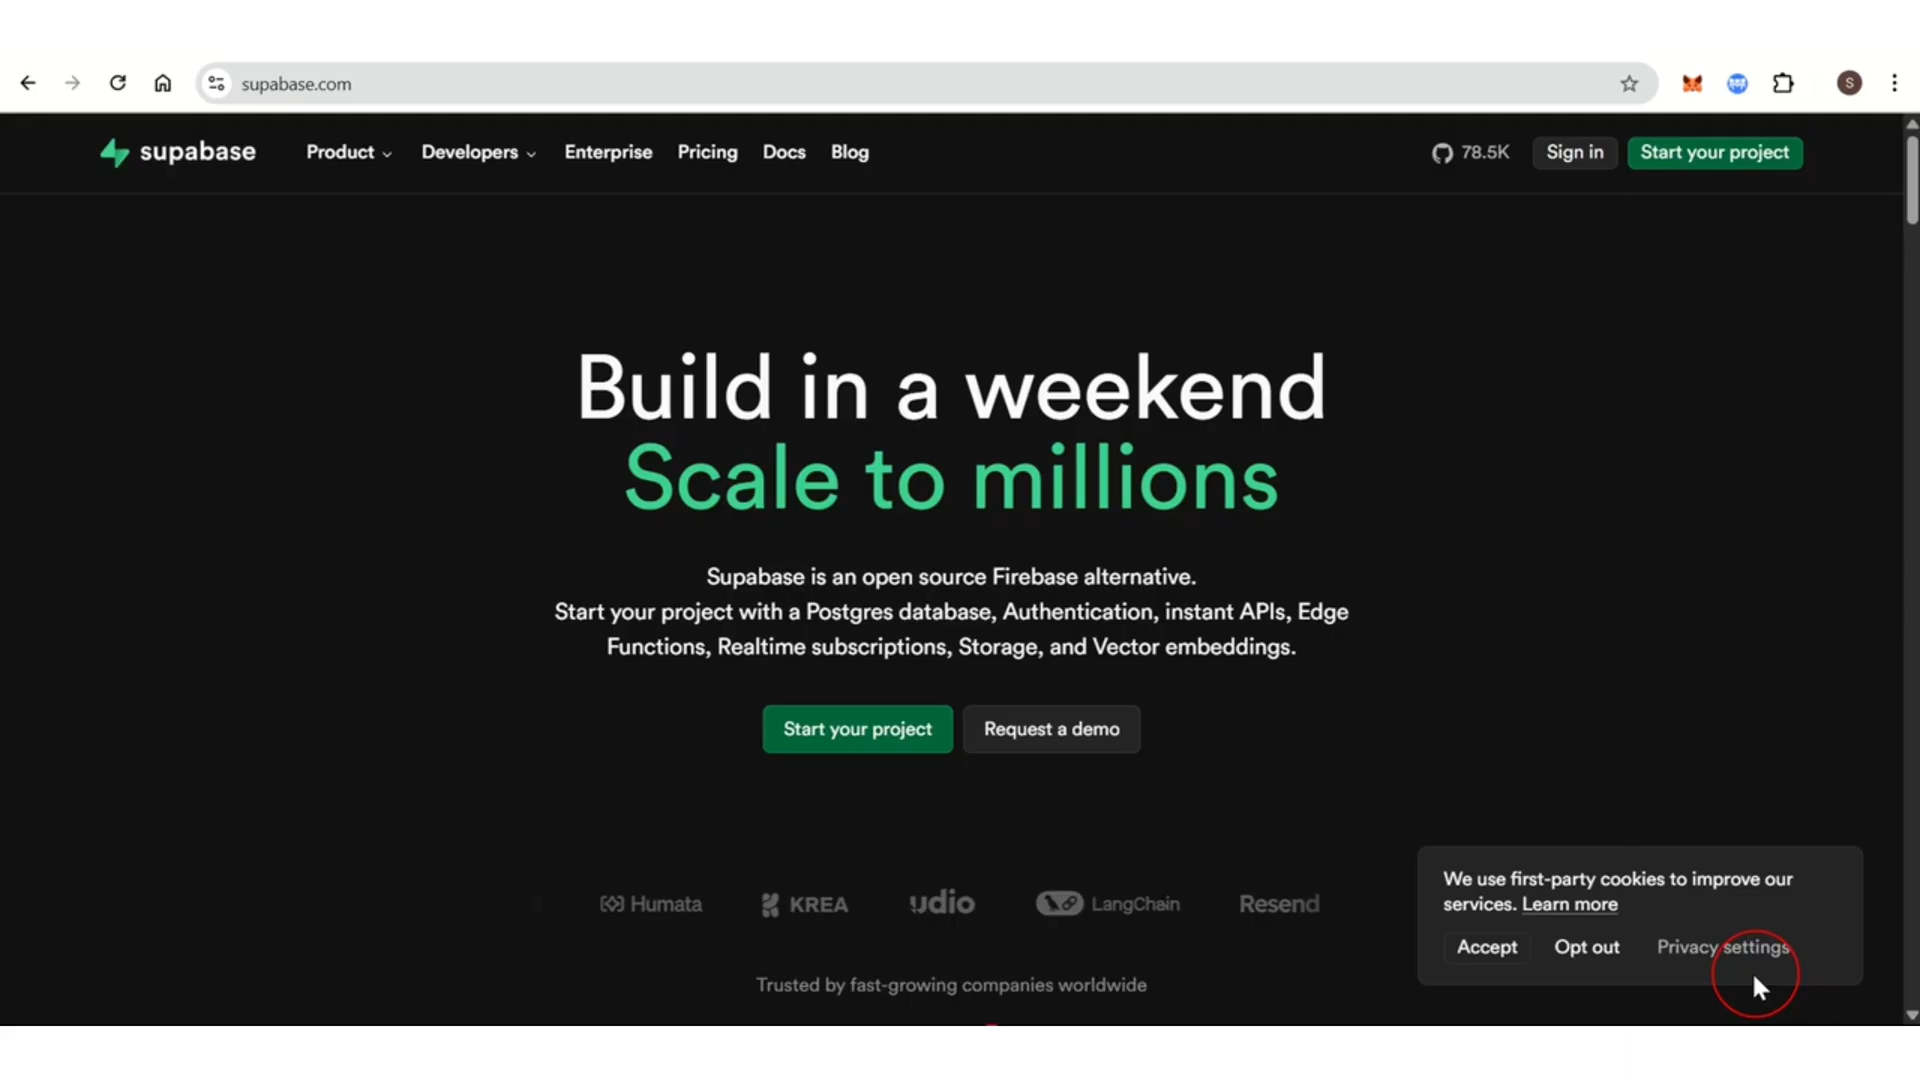 supabase.com
S
supabase
Product
Developers
Enterprise
Pricing
Docs
Blog
78.5K
Sign in
Start your project
Build in a weekend
Scale to millions
Supabase is an open source Firebase alternative.
Start your project with a Postgres database, Authentication, instant APIs, Edge
Functions, Realtime subscriptions, Storage, and Vector embeddings.
Start your project
Request a demo
Humata
KREA
udio
LangChain
Resend
Trusted by fast-growing companies worldwide
We use first-party cookies to improve our
services. Learn more
Accept
Opt out
Privacy settings